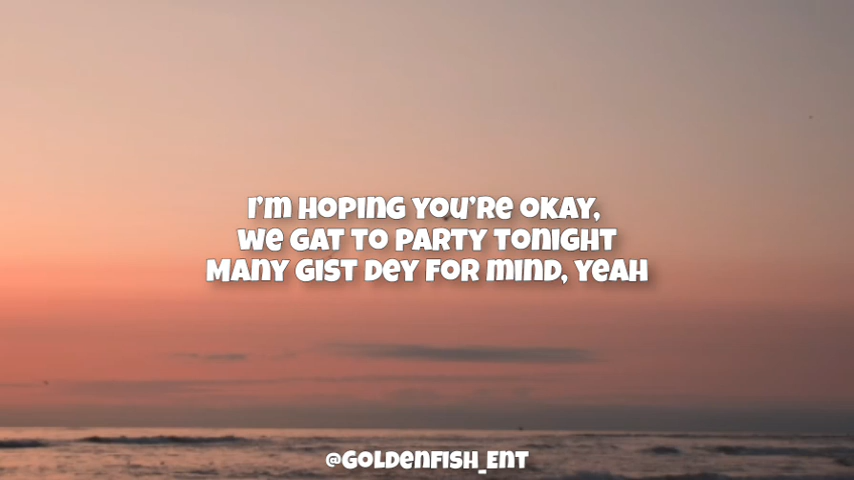 I'm hoping you're okay,
We gat to party tonight
Many gist dey for mind, yeah
@Goldenfish_Ent